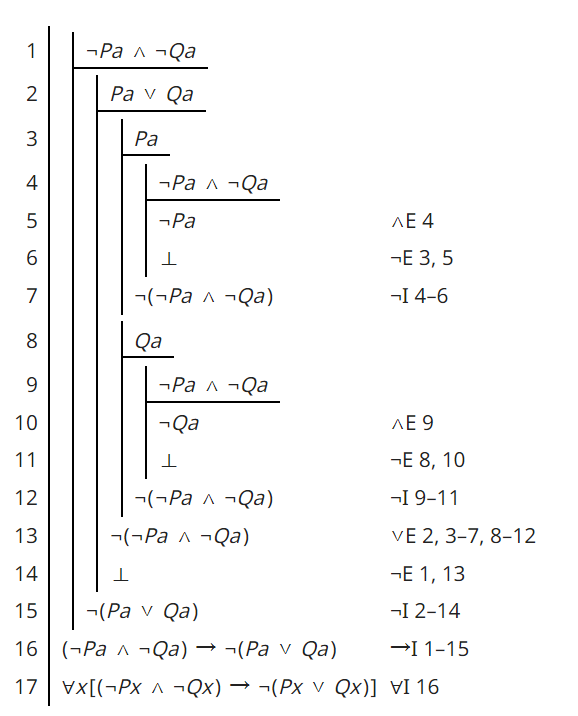 1 ¬Pa ∧ ¬Qa
2 Pa ∨ Qa
3 Pa
4 ¬Pa ∧ ¬Qa
5 ¬Pa ∧E 4
6 ⊥ ¬E 3, 5
7 ¬(¬Pa ∧ ¬Qa) ¬I 4–6
8 Qa
9 ¬Pa ∧ ¬Qa
10 ¬Qa ∧E 9
11 ⊥ ¬E 8, 10
12 ¬(¬Pa ∧ ¬Qa) ¬I 9–11
13 ¬(¬Pa ∧ ¬Qa) ∨E 2, 3–7, 8–12
14 ⊥ ¬E 1, 13
15 ¬(Pa ∨ Qa) ¬I 2–14
16 (¬Pa ∧ ¬Qa) → ¬(Pa ∨ Qa) →I 1–15
17 ∀x[(¬Px ∧ ¬Qx) → ¬(Px ∨ Qx)] ∀I 16